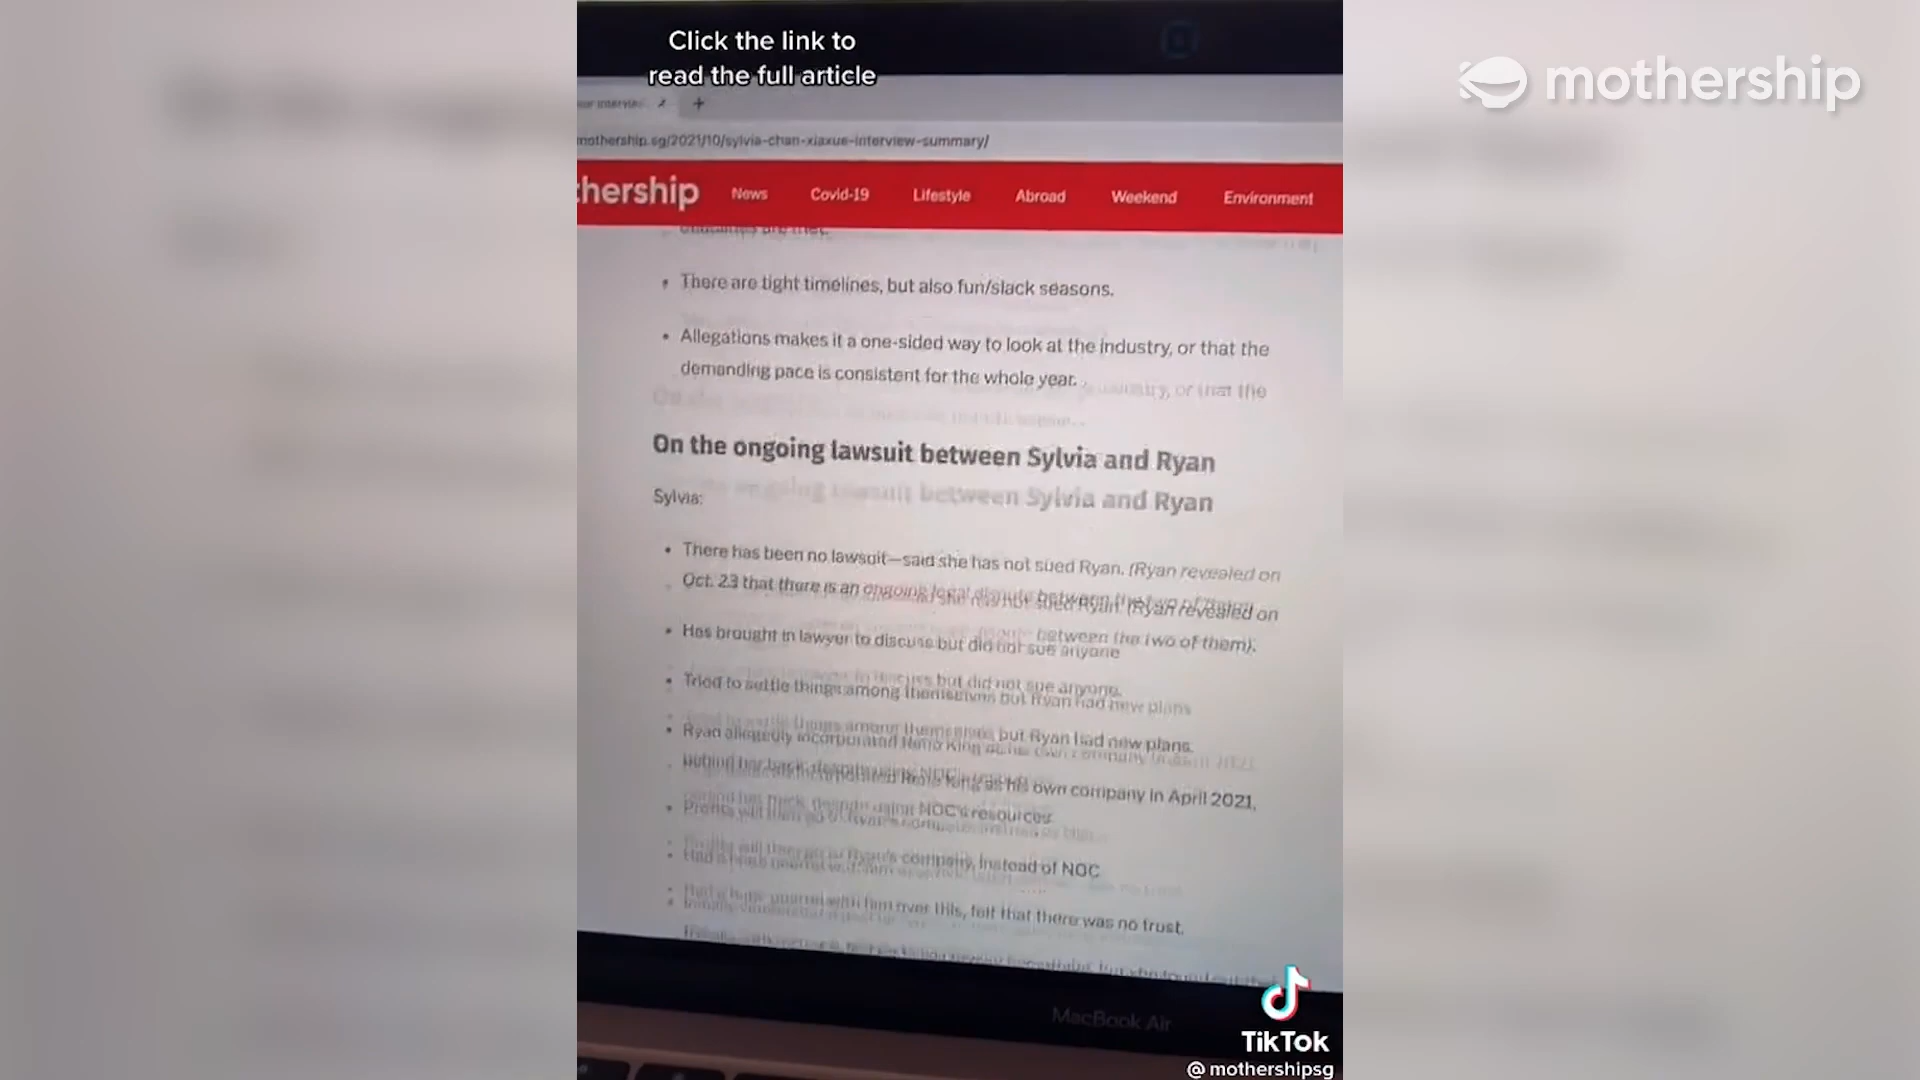 Click the link to
read the full article
mothership
+
mothership.sg/2021/10/sylvia-chan-xiaxue-interview-summary/
hership
News
Covid-19
Lifestyle
Abroad
Weekend
Environment
• There are tight timelines, but also fun/slack seasons.
• Allegations makes it a one-sided way to look at the industry, or that the
demanding pace is consistent for the whole year.
On the ongoing lawsuit between Sylvia and Ryan
Sylvia:
• There has been no lawsuit—said she has not sued Ryan. (Ryan revealed on
Oct. 23 that there is an ongoing legal dispute between the two of them).
• Has brought in lawyer to discuss but did not sue anyone.
• Tried to settle things among themselves but Ryan had new plans.
• Ryan allegedly incorporated as his own company in April 2021,
behind her back, despite using NOC's resources.
• Profits will then go to Ryan's company, instead of NOC
• Had a huge quarrel with him over this, felt that there was no trust.
MacBook Air
TikTok
@mothershipsg